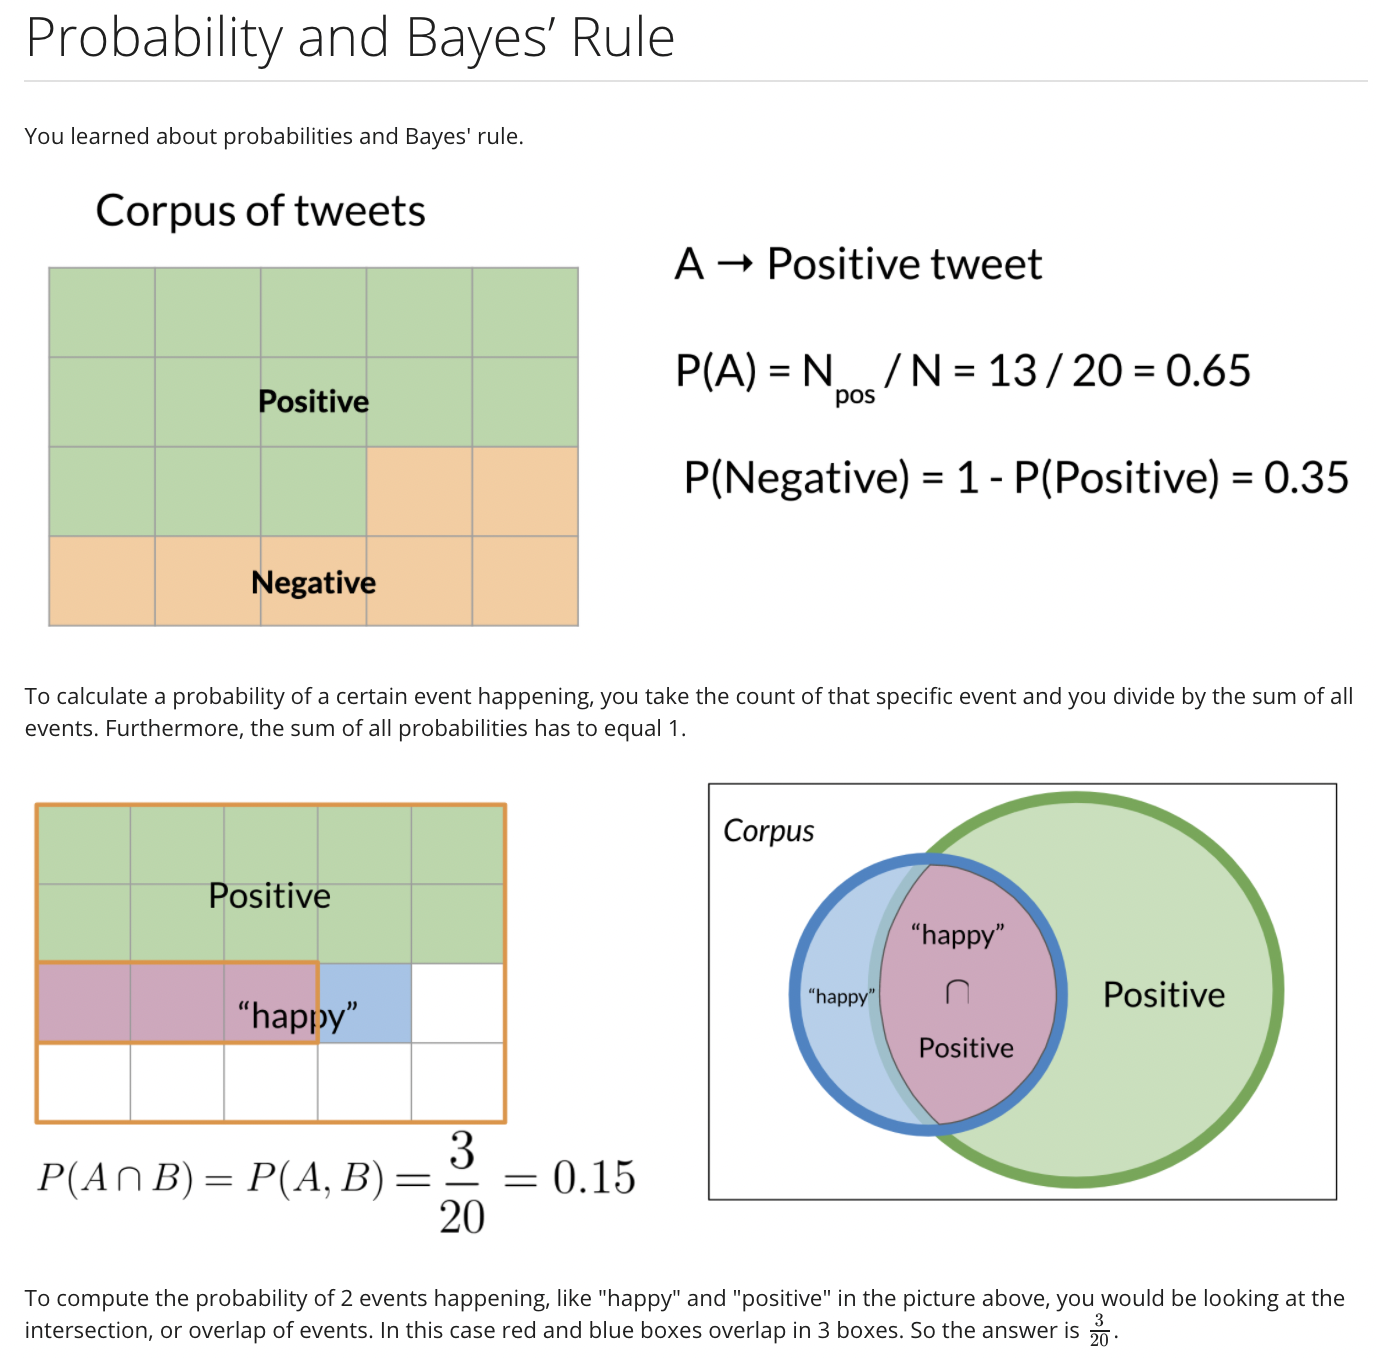 Probability and Bayes’ Rule
You learned about probabilities and Bayes' rule.
Corpus of tweets
Positive
Negative
A → Positive tweet
P(A) = N_pos / N = 13 / 20 = 0.65
P(Negative) = 1 - P(Positive) = 0.35
To calculate a probability of a certain event happening, you take the count of that specific event and you divide by the sum of all
events. Furthermore, the sum of all probabilities has to equal 1.
Positive
“happy”
P(A ∩ B) = P(A, B) = 3/20 = 0.15
Corpus
“happy”
“happy”
∩
Positive
Positive
To compute the probability of 2 events happening, like "happy" and "positive" in the picture above, you would be looking at the
intersection, or overlap of events. In this case red and blue boxes overlap in 3 boxes. So the answer is 3/20.